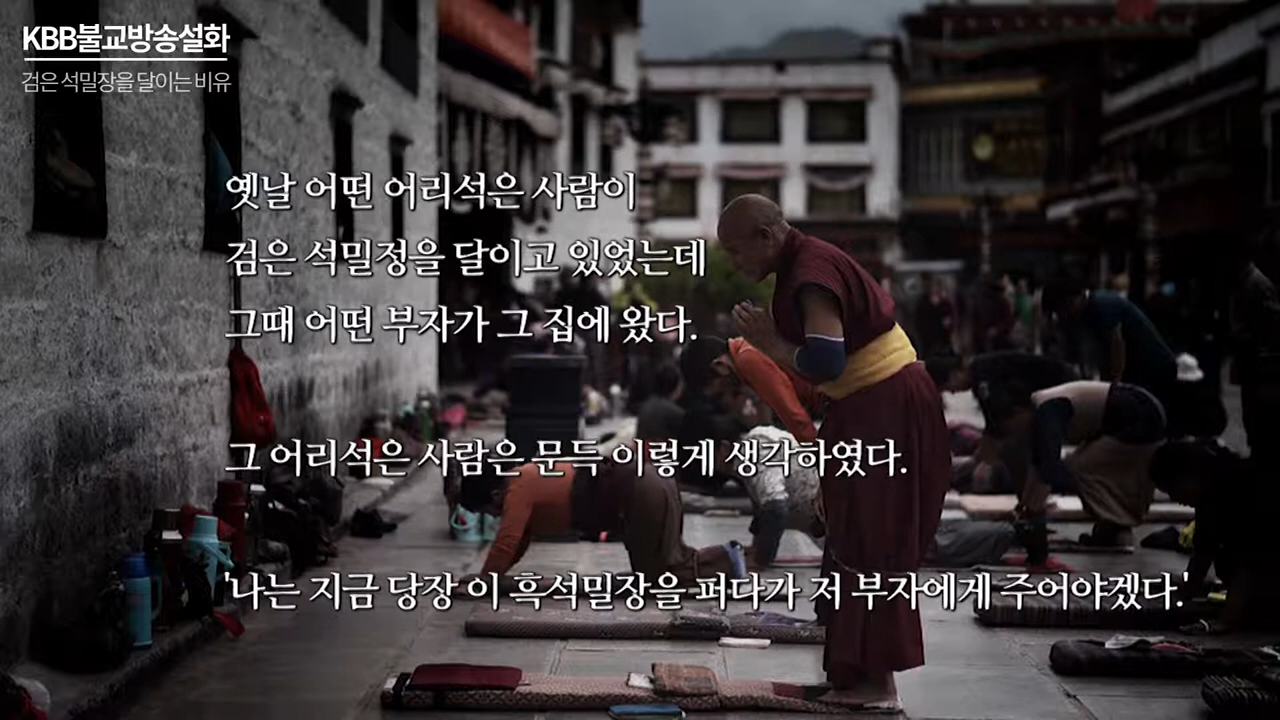 KBB불교방송설화
검은 석밀장을 달이는 비유
옛날 어떤 어리석은 사람이
검은 석밀정을 달이고 있었는데
그때 어떤 부자가 그 집에 왔다.
그 어리석은 사람은 문득 이렇게 생각하였다.
'나는 지금 당장 이 흑석밀장을 퍼다가 저 부자에게 주어야겠다.'